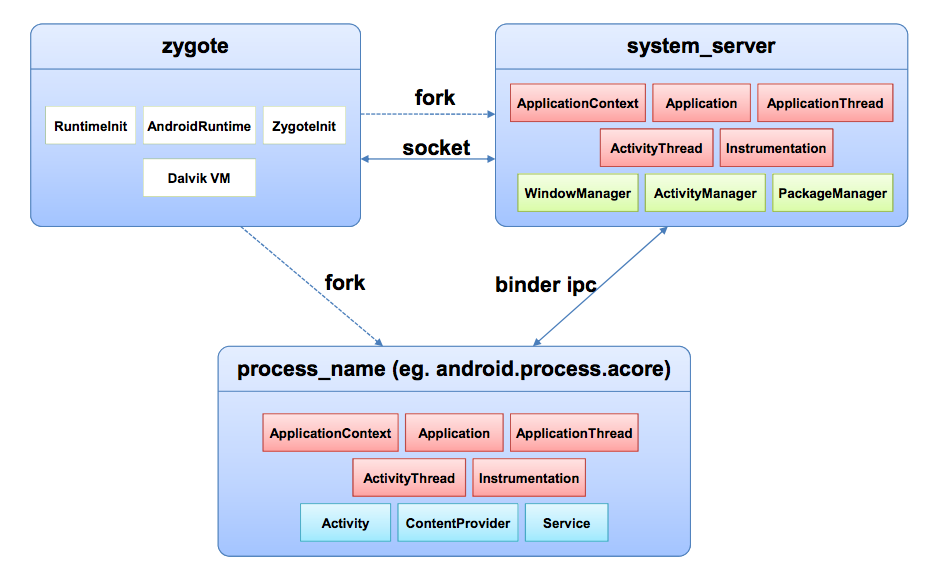 zygote
RuntimeInit
AndroidRuntime
ZygoteInit
Dalvik VM
fork
socket
system_server
ApplicationContext
Application
ApplicationThread
ActivityThread
Instrumentation
WindowManager
ActivityManager
PackageManager
fork
binder ipc
process_name (eg. android.process.acore)
ApplicationContext
Application
ApplicationThread
ActivityThread
Instrumentation
Activity
ContentProvider
Service